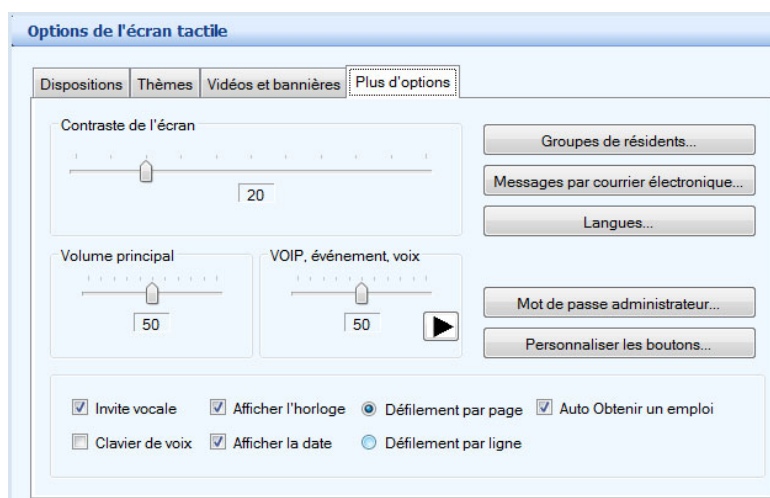 Options de l'écran tactile
Dispositions Thèmes Vidéos et bannières Plus d'options
Contraste de l'écran
20
Groupes de résidents...
Messages par courrier électronique...
Langues...
Volume principal
50
VOIP, événement, voix
50
Mot de passe administrateur...
Personnaliser les boutons...
Invite vocale Afficher l'horloge Défilement par page Auto Obtenir un emploi
Clavier de voix Afficher la date Défilement par ligne